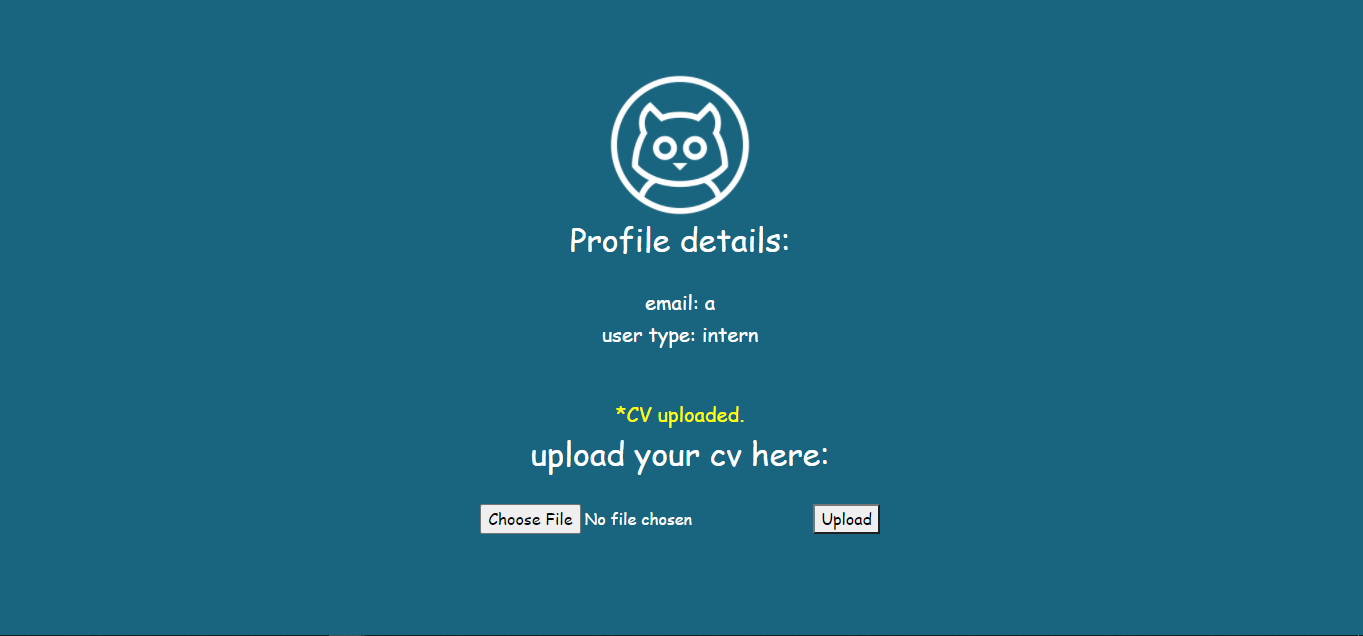 Profile details:
email: a
user type: intern
*CV uploaded.
upload your cv here:
Choose File No file chosen Upload